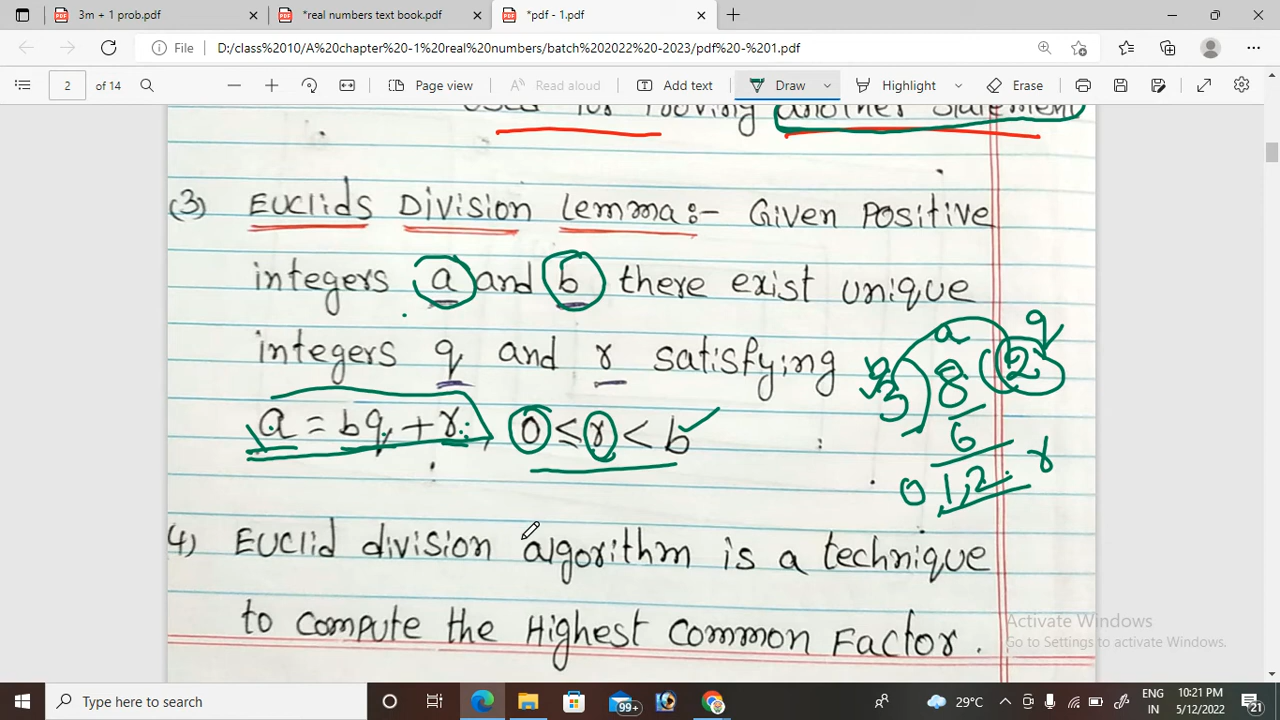 3m + 1 prob.pdf
*real numbers text book.pdf
*pdf - 1.pdf
File
D:/class%2010/A%20chapter%20-1%20real%20numbers/batch%202022%20-2023/pdf%20-%201.pdf
2 of 14
Page view
Read aloud
Add text
Draw
Highlight
Erase
another statement
(3) Euclids Division Lemma:- Given Positive
integers a and b there exist unique
integers q and r satisfying
a = bq + r; 0 ≤ r < b
a q
b
3) 8 (2
6
r
0 1,2
4) Euclid division algorithm is a technique
to compute the Highest Common Factor.
Activate Windows
Go to Settings to activate Windows.
Type here to search
99+
29°C
ENG
IN
10:21 PM
5/12/2022
21